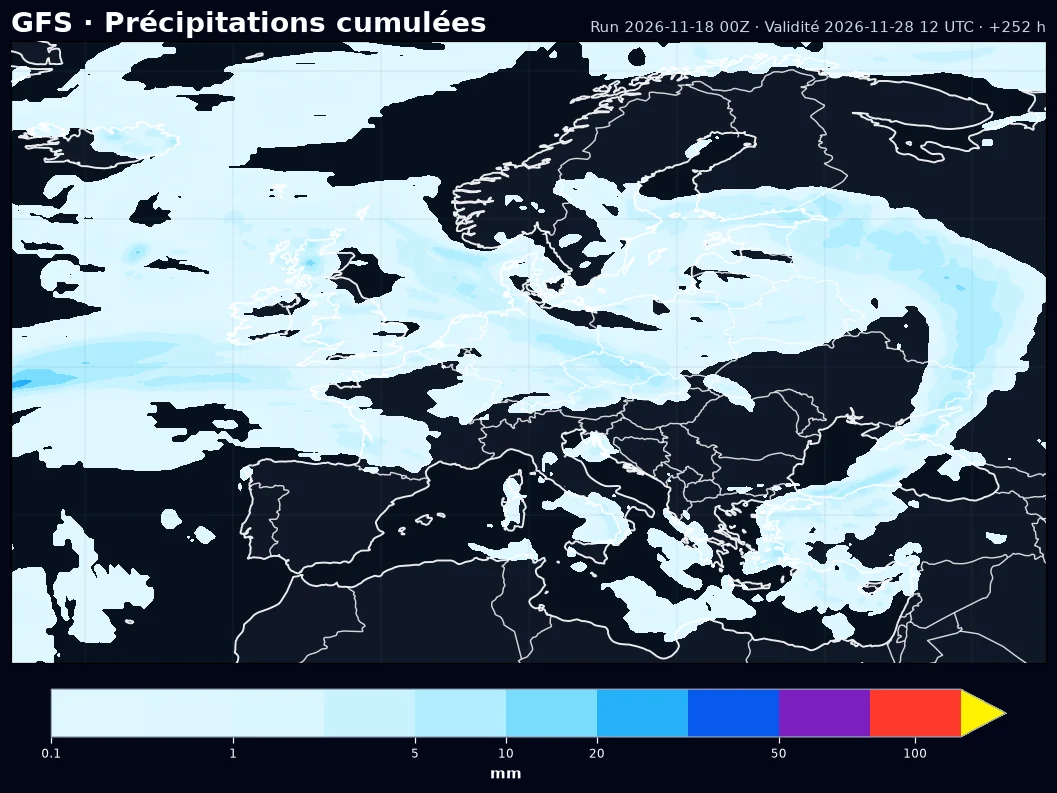 GFS · Précipitations cumulées
Run 2026-11-18 00Z · Validité 2026-11-28 12 UTC · +252 h
0.1 1 5 10 20 50 100
mm